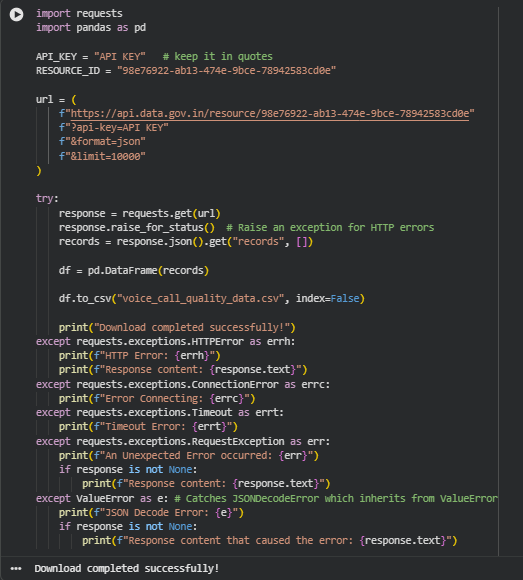 import requests
import pandas as pd

API_KEY = "API KEY"   # keep it in quotes
RESOURCE_ID = "98e76922-ab13-474e-9bce-78942583cd0e"

url = (
    f"https://api.data.gov.in/resource/98e76922-ab13-474e-9bce-78942583cd0e"
    f"?api-key=API KEY"
    f"&format=json"
    f"&limit=10000"
)

try:
    response = requests.get(url)
    response.raise_for_status()  # Raise an exception for HTTP errors
    records = response.json().get("records", [])

    df = pd.DataFrame(records)

    df.to_csv("voice_call_quality_data.csv", index=False)

    print("Download completed successfully!")
except requests.exceptions.HTTPError as errh:
    print(f"HTTP Error: {errh}")
    print(f"Response content: {response.text}")
except requests.exceptions.ConnectionError as errc:
    print(f"Error Connecting: {errc}")
except requests.exceptions.Timeout as errt:
    print(f"Timeout Error: {errt}")
except requests.exceptions.RequestException as err:
    print(f"An Unexpected Error occurred: {err}")
    if response is not None:
        print(f"Response content: {response.text}")
except ValueError as e: # Catches JSONDecodeError which inherits from ValueError
    print(f"JSON Decode Error: {e}")
    if response is not None:
        print(f"Response content that caused the error: {response.text}")
Download completed successfully!